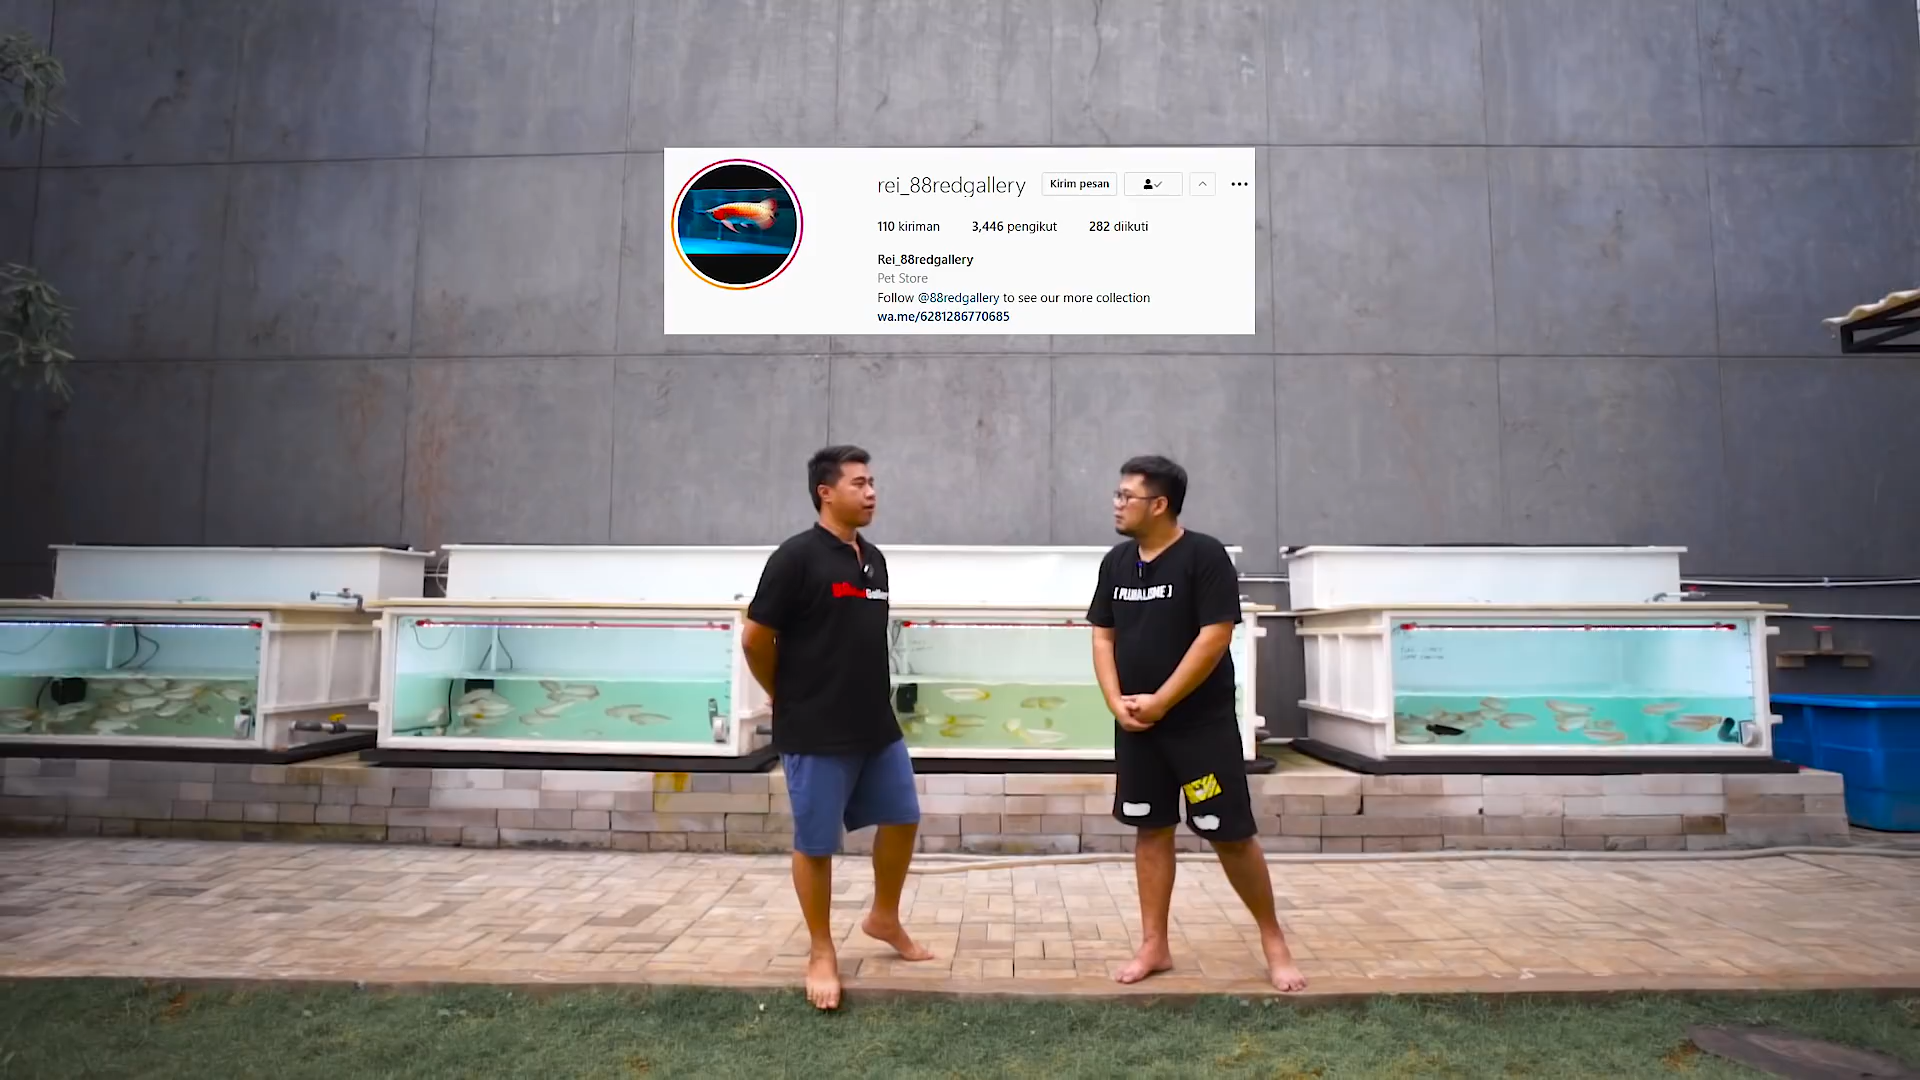 rei_88redgallery Kirim pesan
110 kiriman 3,446 pengikut 282 diikuti
Rei_88redgallery
Pet Store
Follow @88redgallery to see our more collection
wa.me/6281286770685